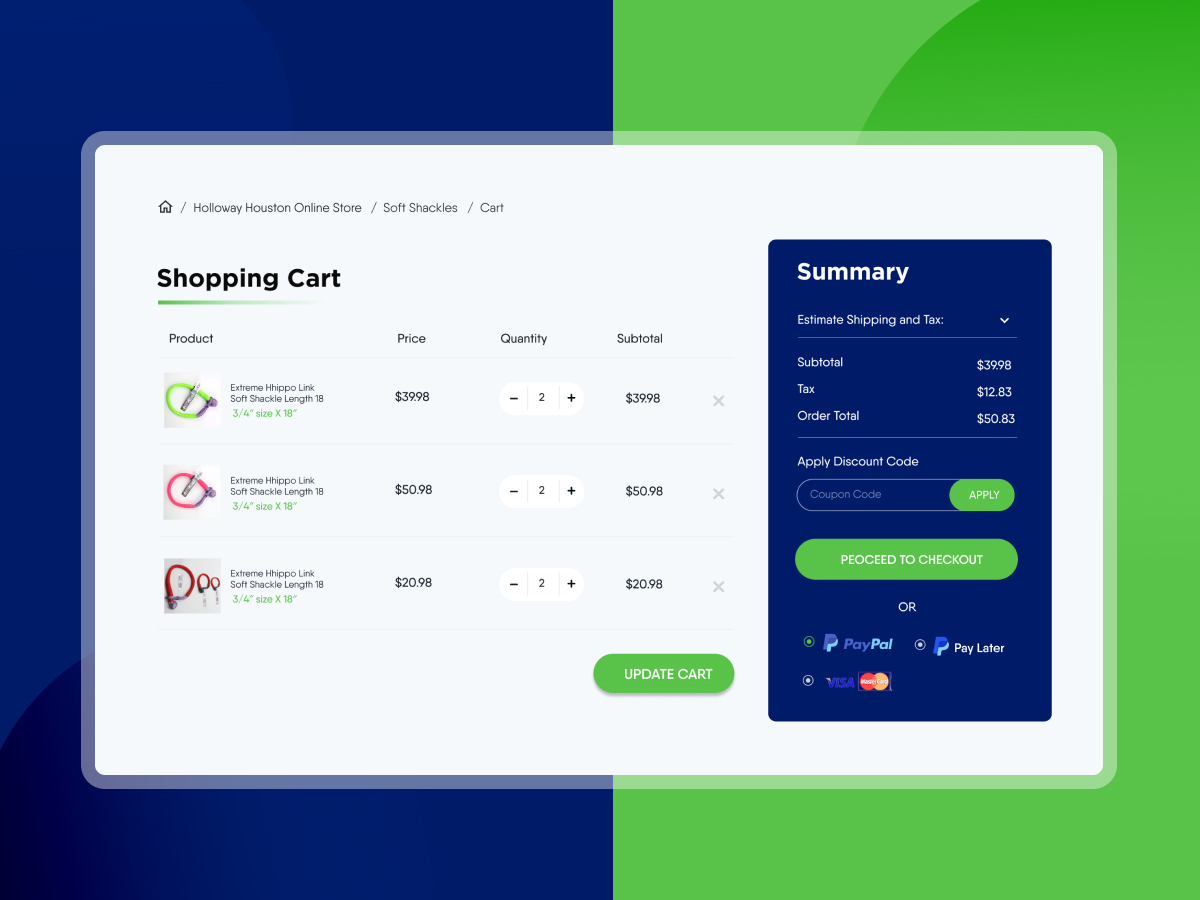 / Holloway Houston Online Store / Soft Shackles / Cart
Shopping Cart
Product Price Quantity Subtotal
Extreme Hhippo Link
Soft Shackle Length 18
3/4" size X 18"
$39.98 − 2 + $39.98 ×
Extreme Hhippo Link
Soft Shackle Length 18
3/4" size X 18"
$50.98 − 2 + $50.98 ×
Extreme Hhippo Link
Soft Shackle Length 18
3/4" size X 18"
$20.98 − 2 + $20.98 ×
UPDATE CART
Summary
Estimate Shipping and Tax:
Subtotal $39.98
Tax $12.83
Order Total $50.83
Apply Discount Code
Coupon Code APPLY
PEOCEED TO CHECKOUT
OR
PayPal Pay Later
VISA MasterCard